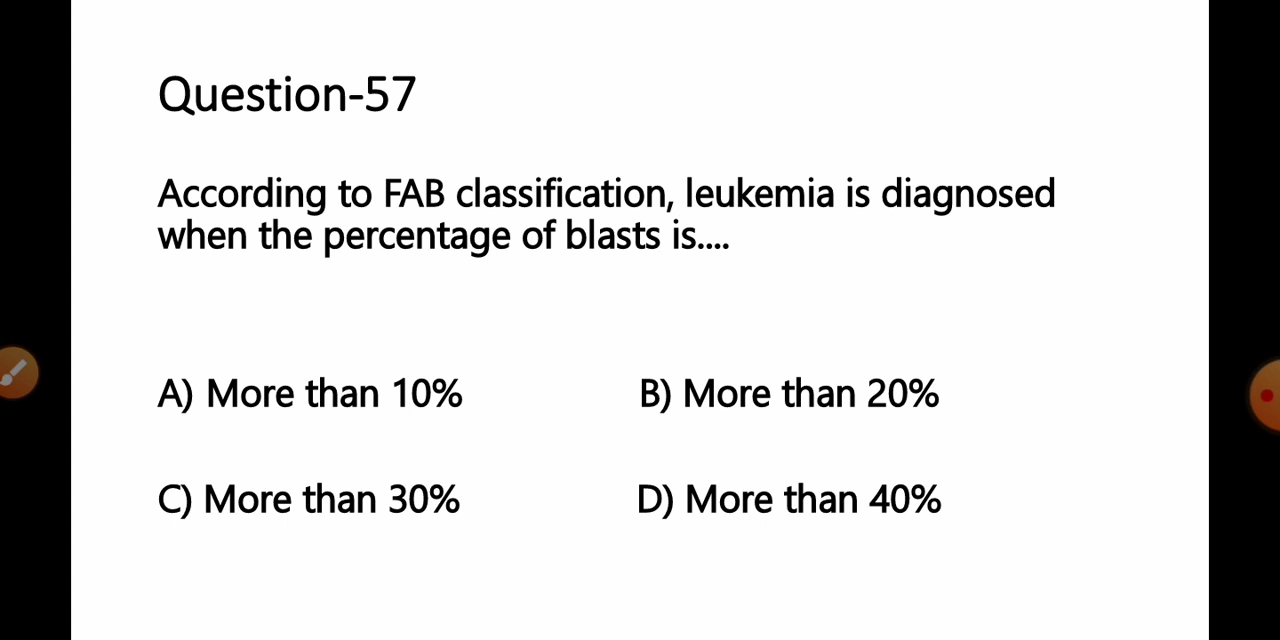 Question-57
According to FAB classification, leukemia is diagnosed
when the percentage of blasts is....
A) More than 10%
B) More than 20%
C) More than 30%
D) More than 40%